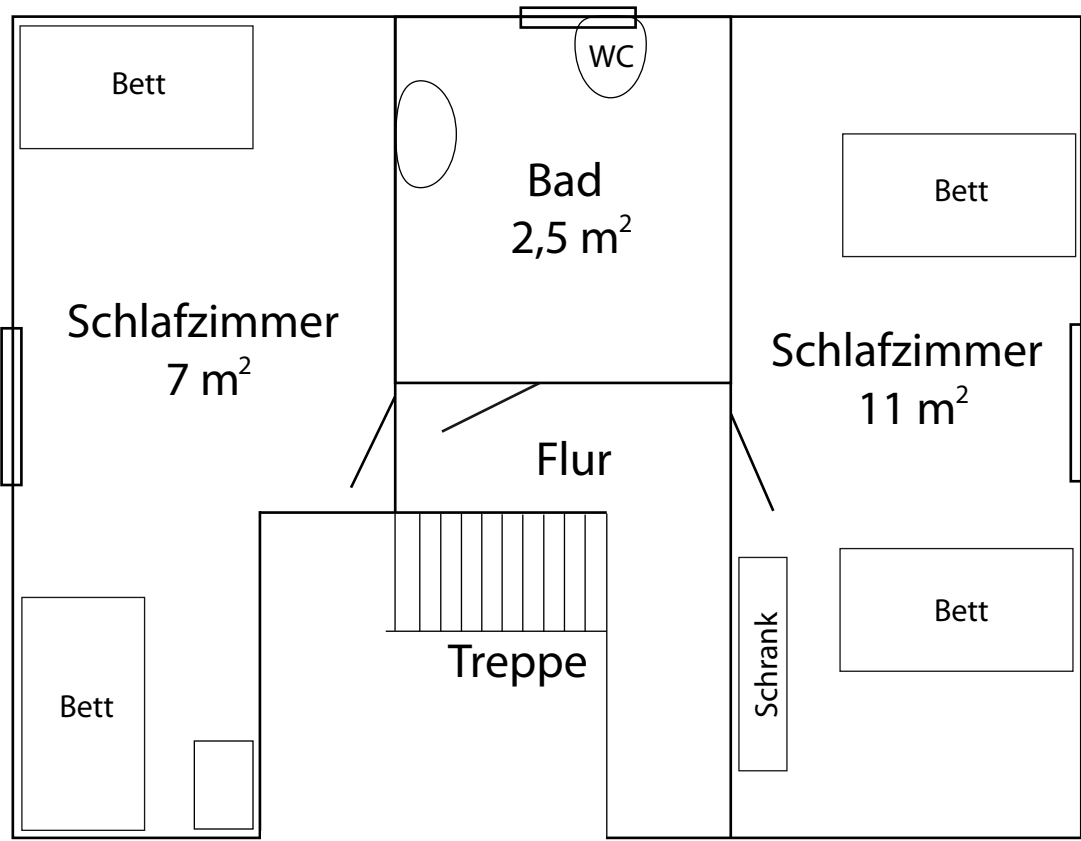 Bett
WC
Bad
2,5 m²
Bett
Schlafzimmer
7 m²
Schlafzimmer
11 m²
Flur
Bett
Schrank
Treppe
Bett